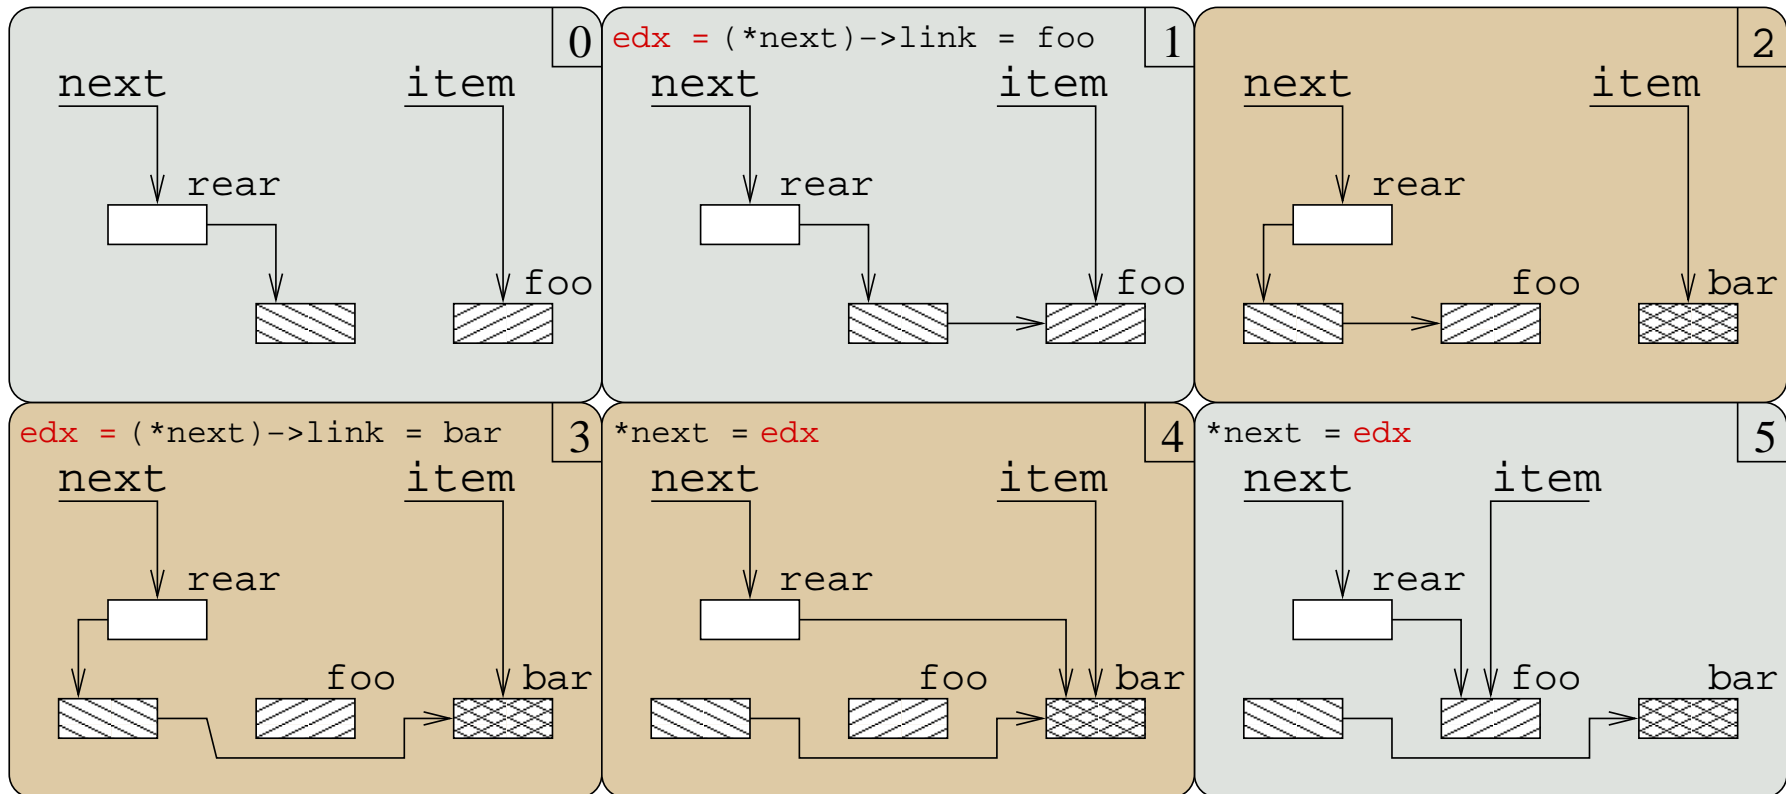 0
next item
rear
foo
edx = (*next)->link = foo 1
next item
rear
foo
2
next item
rear
foo bar
edx = (*next)->link = bar 3
next item
rear
foo bar
*next = edx 4
next item
rear
foo bar
*next = edx 5
next item
rear
foo bar